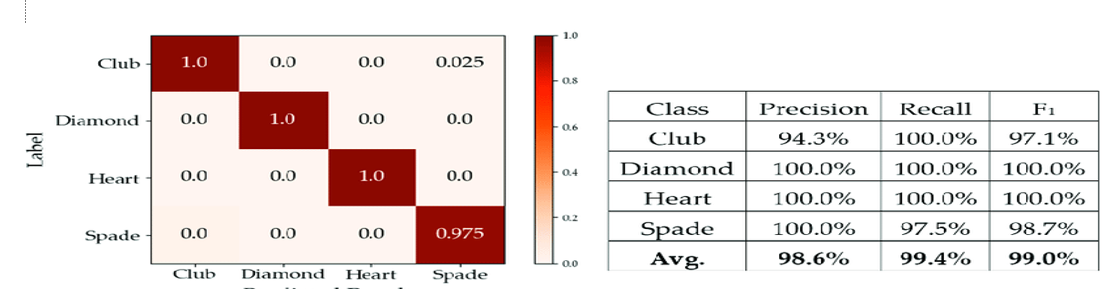 Label
Club 1.0 0.0 0.0 0.025
Diamond 0.0 1.0 0.0 0.0
Heart 0.0 0.0 1.0 0.0
Spade 0.0 0.0 0.0 0.975
Club Diamond Heart Spade
1.0
0.8
0.6
0.4
0.2
0.0
Class Precision Recall F₁
Club 94.3% 100.0% 97.1%
Diamond 100.0% 100.0% 100.0%
Heart 100.0% 100.0% 100.0%
Spade 100.0% 97.5% 98.7%
Avg. 98.6% 99.4% 99.0%